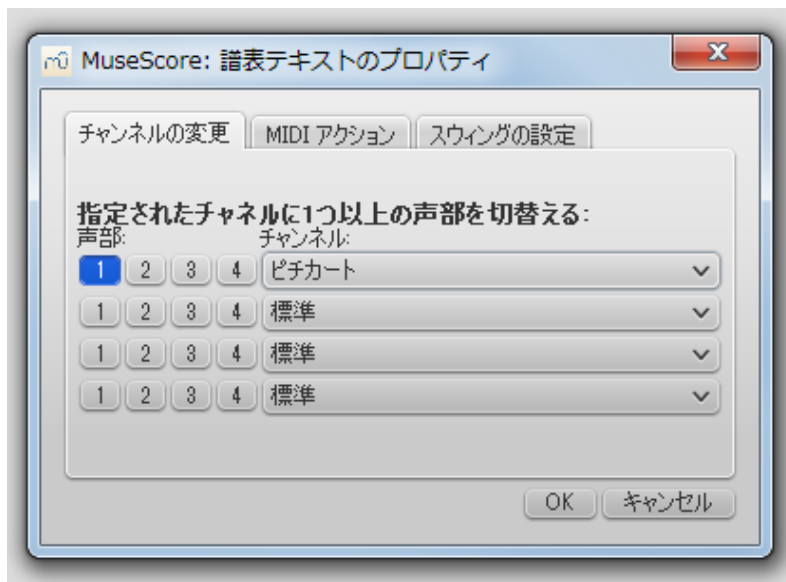 MuseScore: 譜表テキストのプロパティ
チャンネルの変更 MIDI アクション スウィングの設定
指定されたチャネルに1つ以上の声部を切替える:
声部: チャンネル:
1 2 3 4 ピチカート
1 2 3 4 標準
1 2 3 4 標準
1 2 3 4 標準
OK キャンセル